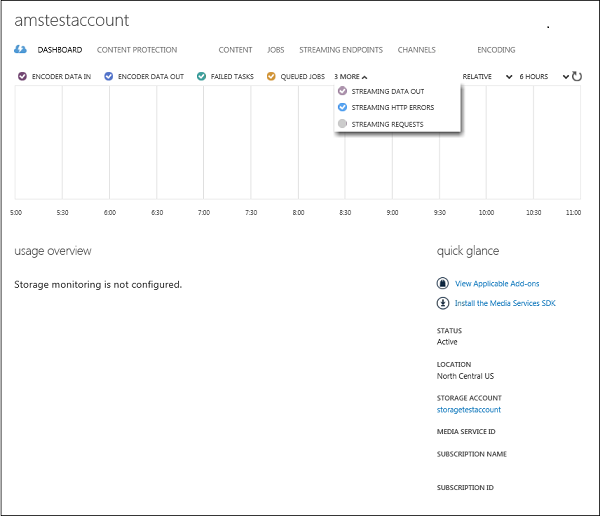 amstestaccount
DASHBOARD CONTENT PROTECTION CONTENT JOBS STREAMING ENDPOINTS CHANNELS ENCODING
ENCODER DATA IN ENCODER DATA OUT FAILED TASKS QUEUED JOBS 3 MORE RELATIVE 6 HOURS
STREAMING DATA OUT
STREAMING HTTP ERRORS
STREAMING REQUESTS
5:00 5:30 6:00 6:30 7:00 7:30 8:00 8:30 9:00 9:30 10:00 10:30 11:00
usage overview
Storage monitoring is not configured.
quick glance
View Applicable Add-ons
Install the Media Services SDK
STATUS
Active
LOCATION
North Central US
STORAGE ACCOUNT
storagetestaccount
MEDIA SERVICE ID
SUBSCRIPTION NAME
SUBSCRIPTION ID